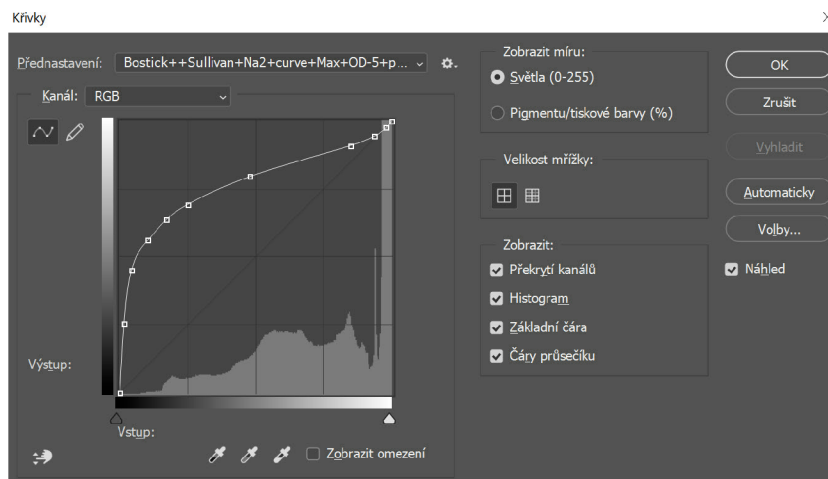 Křivky
Přednastavení: Bostick++Sullivan+Na2+curve+Max+OD-5+p...
Kanál: RGB
Výstup:
Vstup:
Zobrazit omezení
Zobrazit míru:
Světla (0-255)
Pigmentu/tiskové barvy (%)
Velikost mřížky:
Zobrazit:
Překrytí kanálů
Histogram
Základní čára
Čáry průsečíku
OK
Zrušit
Vyhladit
Automaticky
Volby...
Náhled